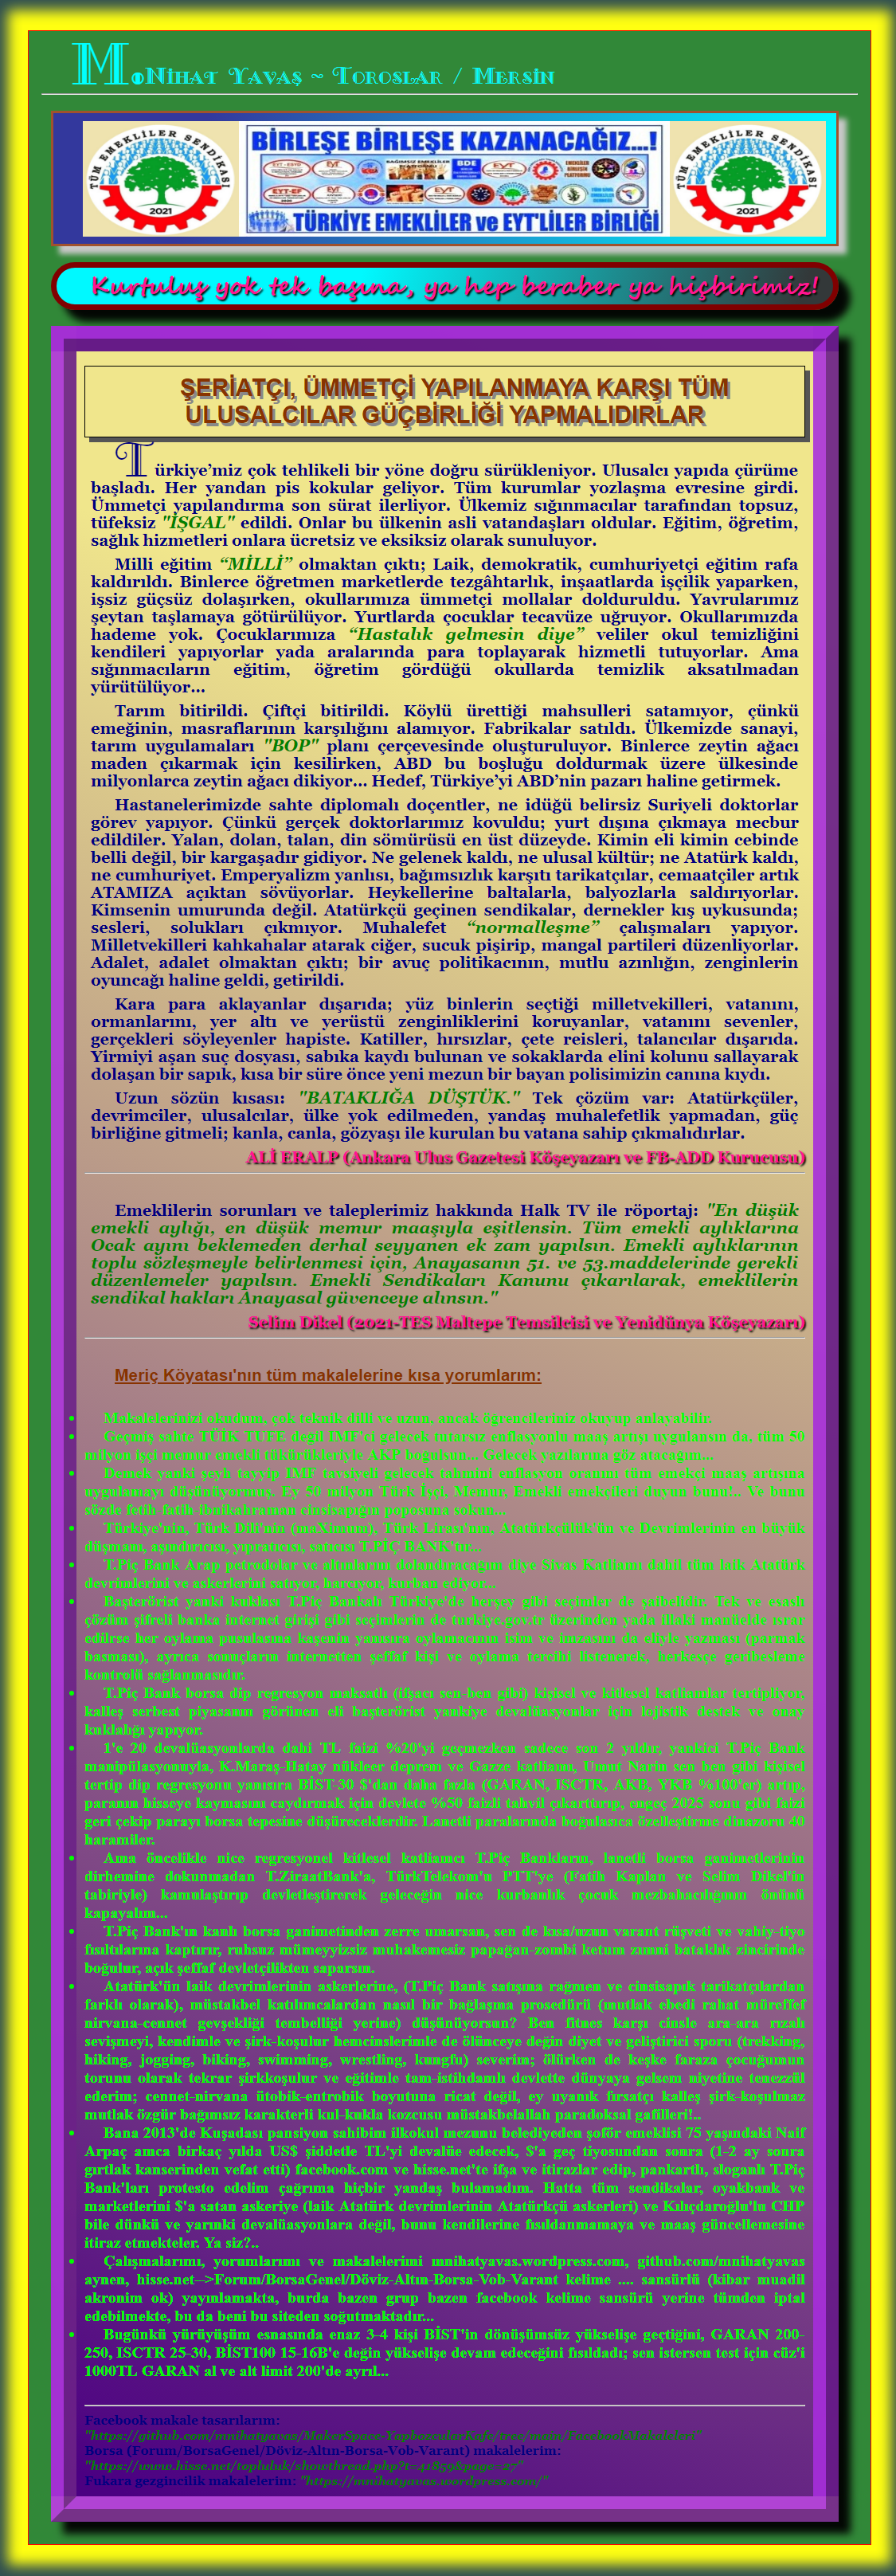 M.NİHAT YAVAŞ ~ TOROSLAR / MERSİN
TÜM EMEKLİLER SENDİKASI
2021
BİRLEŞE BİRLEŞE KAZANACAĞIZ...!
TÜRKİYE EMEKLİLER ve EYT'LİLER BİRLİĞİ
TÜM EMEKLİLER SENDİKASI
2021
Kurtuluş yok tek başına, ya hep beraber ya hiçbirimiz!
ŞERİATÇI, ÜMMETÇİ YAPILANMAYA KARŞI TÜM
ULUSALCILAR GÜÇBİRLİĞİ YAPMALIDIRLAR
Türkiye’miz çok tehlikeli bir yöne doğru sürükleniyor. Ulusalcı yapıda çürüme
başladı. Her yandan pis kokular geliyor. Tüm kurumlar yozlaşma evresine girdi.
Ümmetçi yapılandırma son sürat ilerliyor. Ülkemiz sığınmacılar tarafından topsuz,
tüfeksiz "İŞGAL" edildi. Onlar bu ülkenin asli vatandaşları oldular. Eğitim, öğretim,
sağlık hizmetleri onlara ücretsiz ve eksiksiz olarak sunuluyor.
Milli eğitim “MİLLİ” olmaktan çıktı; Laik, demokratik, cumhuriyetçi eğitim rafa
kaldırıldı. Binlerce öğretmen marketlerde tezgâhtarlık, inşaatlarda işçilik yaparken,
işsiz güçsüz dolaşırken, okullarımıza ümmetçi mollalar dolduruldu. Yavrularımız
şeytan taşlamaya götürülüyor. Yurtlarda çocuklar tecavüze uğruyor. Okullarımızda
hademe yok. Çocuklarımıza “Hastalık gelmesin diye” veliler okul temizliğini
kendileri yapıyorlar yada aralarında para toplayarak hizmetli tutuyorlar. Ama
sığınmacıların eğitim, öğretim gördüğü okullarda temizlik aksatılmadan
yürütülüyor...
Tarım bitirildi. Çiftçi bitirildi. Köylü ürettiği mahsulleri satamıyor, çünkü
emeğinin, masraflarının karşılığını alamıyor. Fabrikalar satıldı. Ülkemizde sanayi,
tarım uygulamaları "BOP" planı çerçevesinde oluşturuluyor. Binlerce zeytin ağacı
maden çıkarmak için kesilirken, ABD bu boşluğu doldurmak üzere ülkesinde
milyonlarca zeytin ağacı dikiyor... Hedef, Türkiye’yi ABD’nin pazarı haline getirmek.
Hastanelerimizde sahte diplomalı doçentler, ne idüğü belirsiz Suriyeli doktorlar
görev yapıyor. Çünkü gerçek doktorlarımız kovuldu; yurt dışına çıkmaya mecbur
edildiler. Yalan, dolan, talan, din sömürüsü en üst düzeyde. Kimin eli kimin cebinde
belli değil, bir kargaşadır gidiyor. Ne gelenek kaldı, ne ulusal kültür; ne Atatürk kaldı,
ne cumhuriyet. Emperyalizm yanlısı, bağımsızlık karşıtı tarikatçılar, cemaatçiler artık
ATAMIZA açıktan sövüyorlar. Heykellerine baltalarla, balyozlarla saldırıyorlar.
Kimsenin umurunda değil. Atatürkçü geçinen sendikalar, dernekler kış uykusunda;
sesleri, solukları çıkmıyor. Muhalefet “normalleşme” çalışmaları yapıyor.
Milletvekilleri kahkahalar atarak ciğer, sucuk pişirip, mangal partileri düzenliyorlar.
Adalet, adalet olmaktan çıktı; bir avuç politikacının, mutlu azınlığın, zenginlerin
oyuncağı haline geldi, getirildi.
Kara para aklayanlar dışarıda; yüz binlerin seçtiği milletvekilleri, vatanını,
ormanlarını, yer altı ve yerüstü zenginliklerini koruyanlar, vatanını sevenler,
gerçekleri söyleyenler hapiste. Katiller, hırsızlar, çete reisleri, talancılar dışarıda.
Yirmiyi aşan suç dosyası, sabıka kaydı bulunan ve sokaklarda elini kolunu sallayarak
dolaşan bir sapık, kısa bir süre önce yeni mezun bir bayan polisimizin canına kıydı.
Uzun sözün kısası: "BATAKLIĞA DÜŞTÜK." Tek çözüm var: Atatürkçüler,
devrimciler, ulusalcılar, ülke yok edilmeden, yandaş muhalefetlik yapmadan, güç
birliğine gitmeli; kanla, canla, gözyaşı ile kurulan bu vatana sahip çıkmalıdırlar.
ALİ ERALP (Ankara Ulus Gazetesi Köşeyazarı ve FB-ADD Kurucusu)
Emeklilerin sorunları ve taleplerimiz hakkında Halk TV ile röportaj: "En düşük
emekli aylığı, en düşük memur maaşıyla eşitlensin. Tüm emekli aylıklarına
Ocak ayını beklemeden derhal seyyanen ek zam yapılsın. Emekli aylıklarının
toplu sözleşmeyle belirlenmesi için, Anayasanın 51. ve 53.maddelerinde gerekli
düzenlemeler yapılsın. Emekli Sendikaları Kanunu çıkarılarak, emeklilerin
sendikal hakları Anayasal güvenceye alınsın."
Selim Dikel (2021-TES Maltepe Temsilcisi ve Yenidünya Köşeyazarı)
Meriç Köyatası'nın tüm makalelerine kısa yorumlarım:
Makalelerinizi okudum, çok teknik dilli ve uzun, ancak öğrencileriniz okuyup anlayabilir.
Geçmiş sahte TÜİK TÜFE değil IMF'ci gelecek tutarsız enflasyonlu maaş artışı uygulansın da, tüm 50
milyon işçi memur emekli tükürükleriyle AKP boğulsun... Gelecek yazılarına göz atacağım...
Demek yanki şeyh tayyip IMF tavsiyeli gelecek tahmini enflasyon oranını tüm emekçi maaş artışına
uygulamayı düşünüyormuş. Ey 50 milyon Türk İşçi, Memur, Emekli emekçileri duyun bunu!.. Ve bunu
sözde fetih-fatih-ibnikahraman cinsisapığın poposuna sokun...
Türkiye'nin, Türk Dili'nin (maXimum), Türk Lirası'nın, Atatürkçülük'ün ve Devrimlerinin en büyük
düşmanı, aşındırıcısı, yıpratıcısı, satıcısı T.PİÇ BANK'tır...
T.Piç Bank Arap petrodolar ve altınlarını dolandıracağım diye Sivas Katliamı dahil tüm laik Atatürk
devrimlerini ve askerlerini satıyor, harcıyor, kurban ediyor...
Başterörist yanki kuklası T.Piç Bankalı Türkiye'de herşey gibi seçimler de şaibelidir. Tek ve esaslı
çözüm şifreli banka internet girişi gibi seçimlerin de turkiye.gov.tr üzerinden yada illaki manüelde ısrar
edilrse her oylama pusulasına kaşenin yanısıra oylamacının isim ve imzasını da eliyle yazması (parmak
basması), ayrıca sonuçların internetten şeffaf kişi ve oylama tercihi listenerek, herkesçe geribesleme
kontrolü sağlanmasıdır.
T.Piç Bank borsa dip regresyon maksatlı (ifşacı sen-ben gibi) kişisel ve kitlesel katliamlar tertipliyor,
kalleş serbest piyasanın görünen eli başterörist yankiye devalüasyonlar için lojistik destek ve onay
kuklalığı yapıyor.
1'e 20 devalüasyonlarda dahi TL faizi %20'yi geçmezken sadece son 2 yıldır, yankici T.Piç Bank
manipülasyonuyla, K.Maraş-Hatay nükleer deprem ve Gazze katliamı, Umut Narin sen ben gibi kişisel
tertip dip regresyonu yanısıra BİST-30 $'dan daha fazla (GARAN, ISCTR, AKB, YKB %100'er) artıp,
paranın hisseye kaymasını caydırmak için devlete %50 faizli tahvil çıkarttırıp, engeç 2025 sonu gibi faizi
geri çekip parayı borsa tepesine düşüreceklerdir. Lanetli paralarında boğulasıca özelleştirme dinazoru 40
haramiler.
Ama öncelikle nice regresyonel kitlesel katliamcı T.Piç Bankların, lanetli borsa ganimetlerinin
dirhemine dokunmadan T.ZiraatBank'a, TürkTelekom'u PTT'ye (Fatih Kaplan ve Selim Dikel'in
tabiriyle) kamulaştırıp devletleştirerek geleceğin nice kurbanlık çocuk mezbahacılığının önünü
kapayalım...
T.Piç Bank'ın kanlı borsa ganimetinden zerre umarsan, sen de kısa/uzun varant rüşveti ve vahiy-tiyo
fısıltılarına kaptırır, ruhsuz mümeyyizsiz muhakemesiz papağan-zombi ketum zımni bataklık zincirinde
boğulur, açık şeffaf devletçilikten saparsın.
Atatürk'ün laik devrimlerinin askerlerine, (T.Piç Bank satışına rağmen ve cinsisapık tarikatçılardan
farklı olarak), müstakbel katılımcalardan nasıl bir bağlaşma prosedürü (mutlak ebedi rahat müreffef
nirvana-cennet gevşekliği tembelliği yerine) düşünüyorsun? Ben fitnes karşı cinsle ara-ara rızalı
sevişmeyi, kendimle ve şirk-koşulur hemcinslerimle de ölünceye değin diyet ve geliştirici sporu (trekking,
hiking, jogging, biking, swimming, wrestling, kungfu) severim; ölürken de keşke faraza çocuğumun
torunu olarak tekrar şirkkoşulur ve eğitimle tam-istihdamlı devlette dünyaya gelsem niyetine tenezzül
ederim; cennet-nirvana ütobik-entrobik boyutuna ricat değil, ey uyanık fırsatçı kalleş şirk-koşulmaz
mutlak özgür bağımsız karakterli kul-kukla kozcusu müstakbelallah paradoksal gafilleri!..
Bana 2013'de Kuşadası pansiyon sahibim ilkokul mezunu belediyeden şoför emeklisi 75 yaşındaki Naif
Arpaç amca birkaç yılda US$ şiddetle TL'yi devalüe edecek, $'a geç tiyosundan sonra (1-2 ay sonra
gırtlak kanserinden vefat etti) facebook.com ve hisse.net'te ifşa ve itirazlar edip, pankartlı, sloganlı T.Piç
Bank'ları protesto edelim çağrıma hiçbir yandaş bulamadım. Hatta tüm sendikalar, oyakbank ve
marketlerini $'a satan askeriye (laik Atatürk devrimlerinin Atatürkçü askerleri) ve Kılıçdaroğlu'lu CHP
bile dünkü ve yarınki devalüasyonlara değil, bunu kendilerine fısıldanmamaya ve maaş güncellemesine
itiraz etmekteler. Ya siz?..
Çalışmalarımı, yorumlarımı ve makalelerimi mnihatyavas.wordpress.com, github.com/mnihatyavas
aynen, hisse.net-->Forum/BorsaGenel/Döviz-Altın-Borsa-Vob-Varant kelime .... sansürlü (kibar muadil
akronim ok) yayınlamakta, burda bazen grup bazen facebook kelime sansürü yerine tümden iptal
edebilmekte, bu da beni bu siteden soğutmaktadır...
Bugünkü yürüyüşüm esnasında enaz 3-4 kişi BİST'in dönüşümsüz yükselişe geçtiğini, GARAN 200-
250, ISCTR 25-30, BİST100 15-16B'e değin yükselişe devam edeceğini fısıldadı; sen istersen test için cüz'i
1000TL GARAN al ve alt limit 200'de ayrıl...
Facebook makale tasarılarım:
"https://github.com/mnihatyavas/MakerSpace-YapbozcularKafe/tree/main/FacebookMakaleleri"
Borsa (Forum/BorsaGenel/Döviz-Altın-Borsa-Vob-Varant) makalelerim:
"https://www.hisse.net/topluluk/showthread.php?t=41859&page=27"
Fukara gezgincilik makalelerim: "https://mnihatyavas.wordpress.com/"